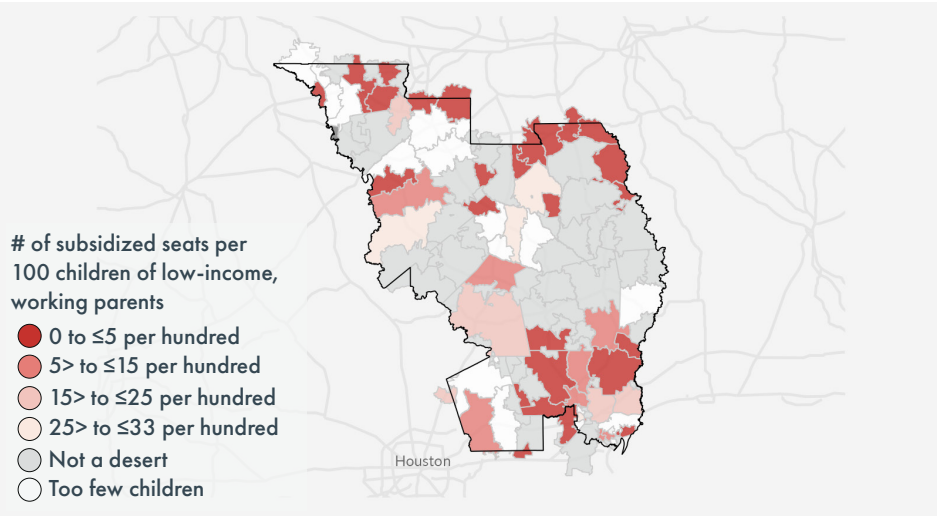 # of subsidized seats per
100 children of low-income,
working parents
0 to ≤5 per hundred
5> to ≤15 per hundred
15> to ≤25 per hundred
25> to ≤33 per hundred
Not a desert
Too few children
Houston